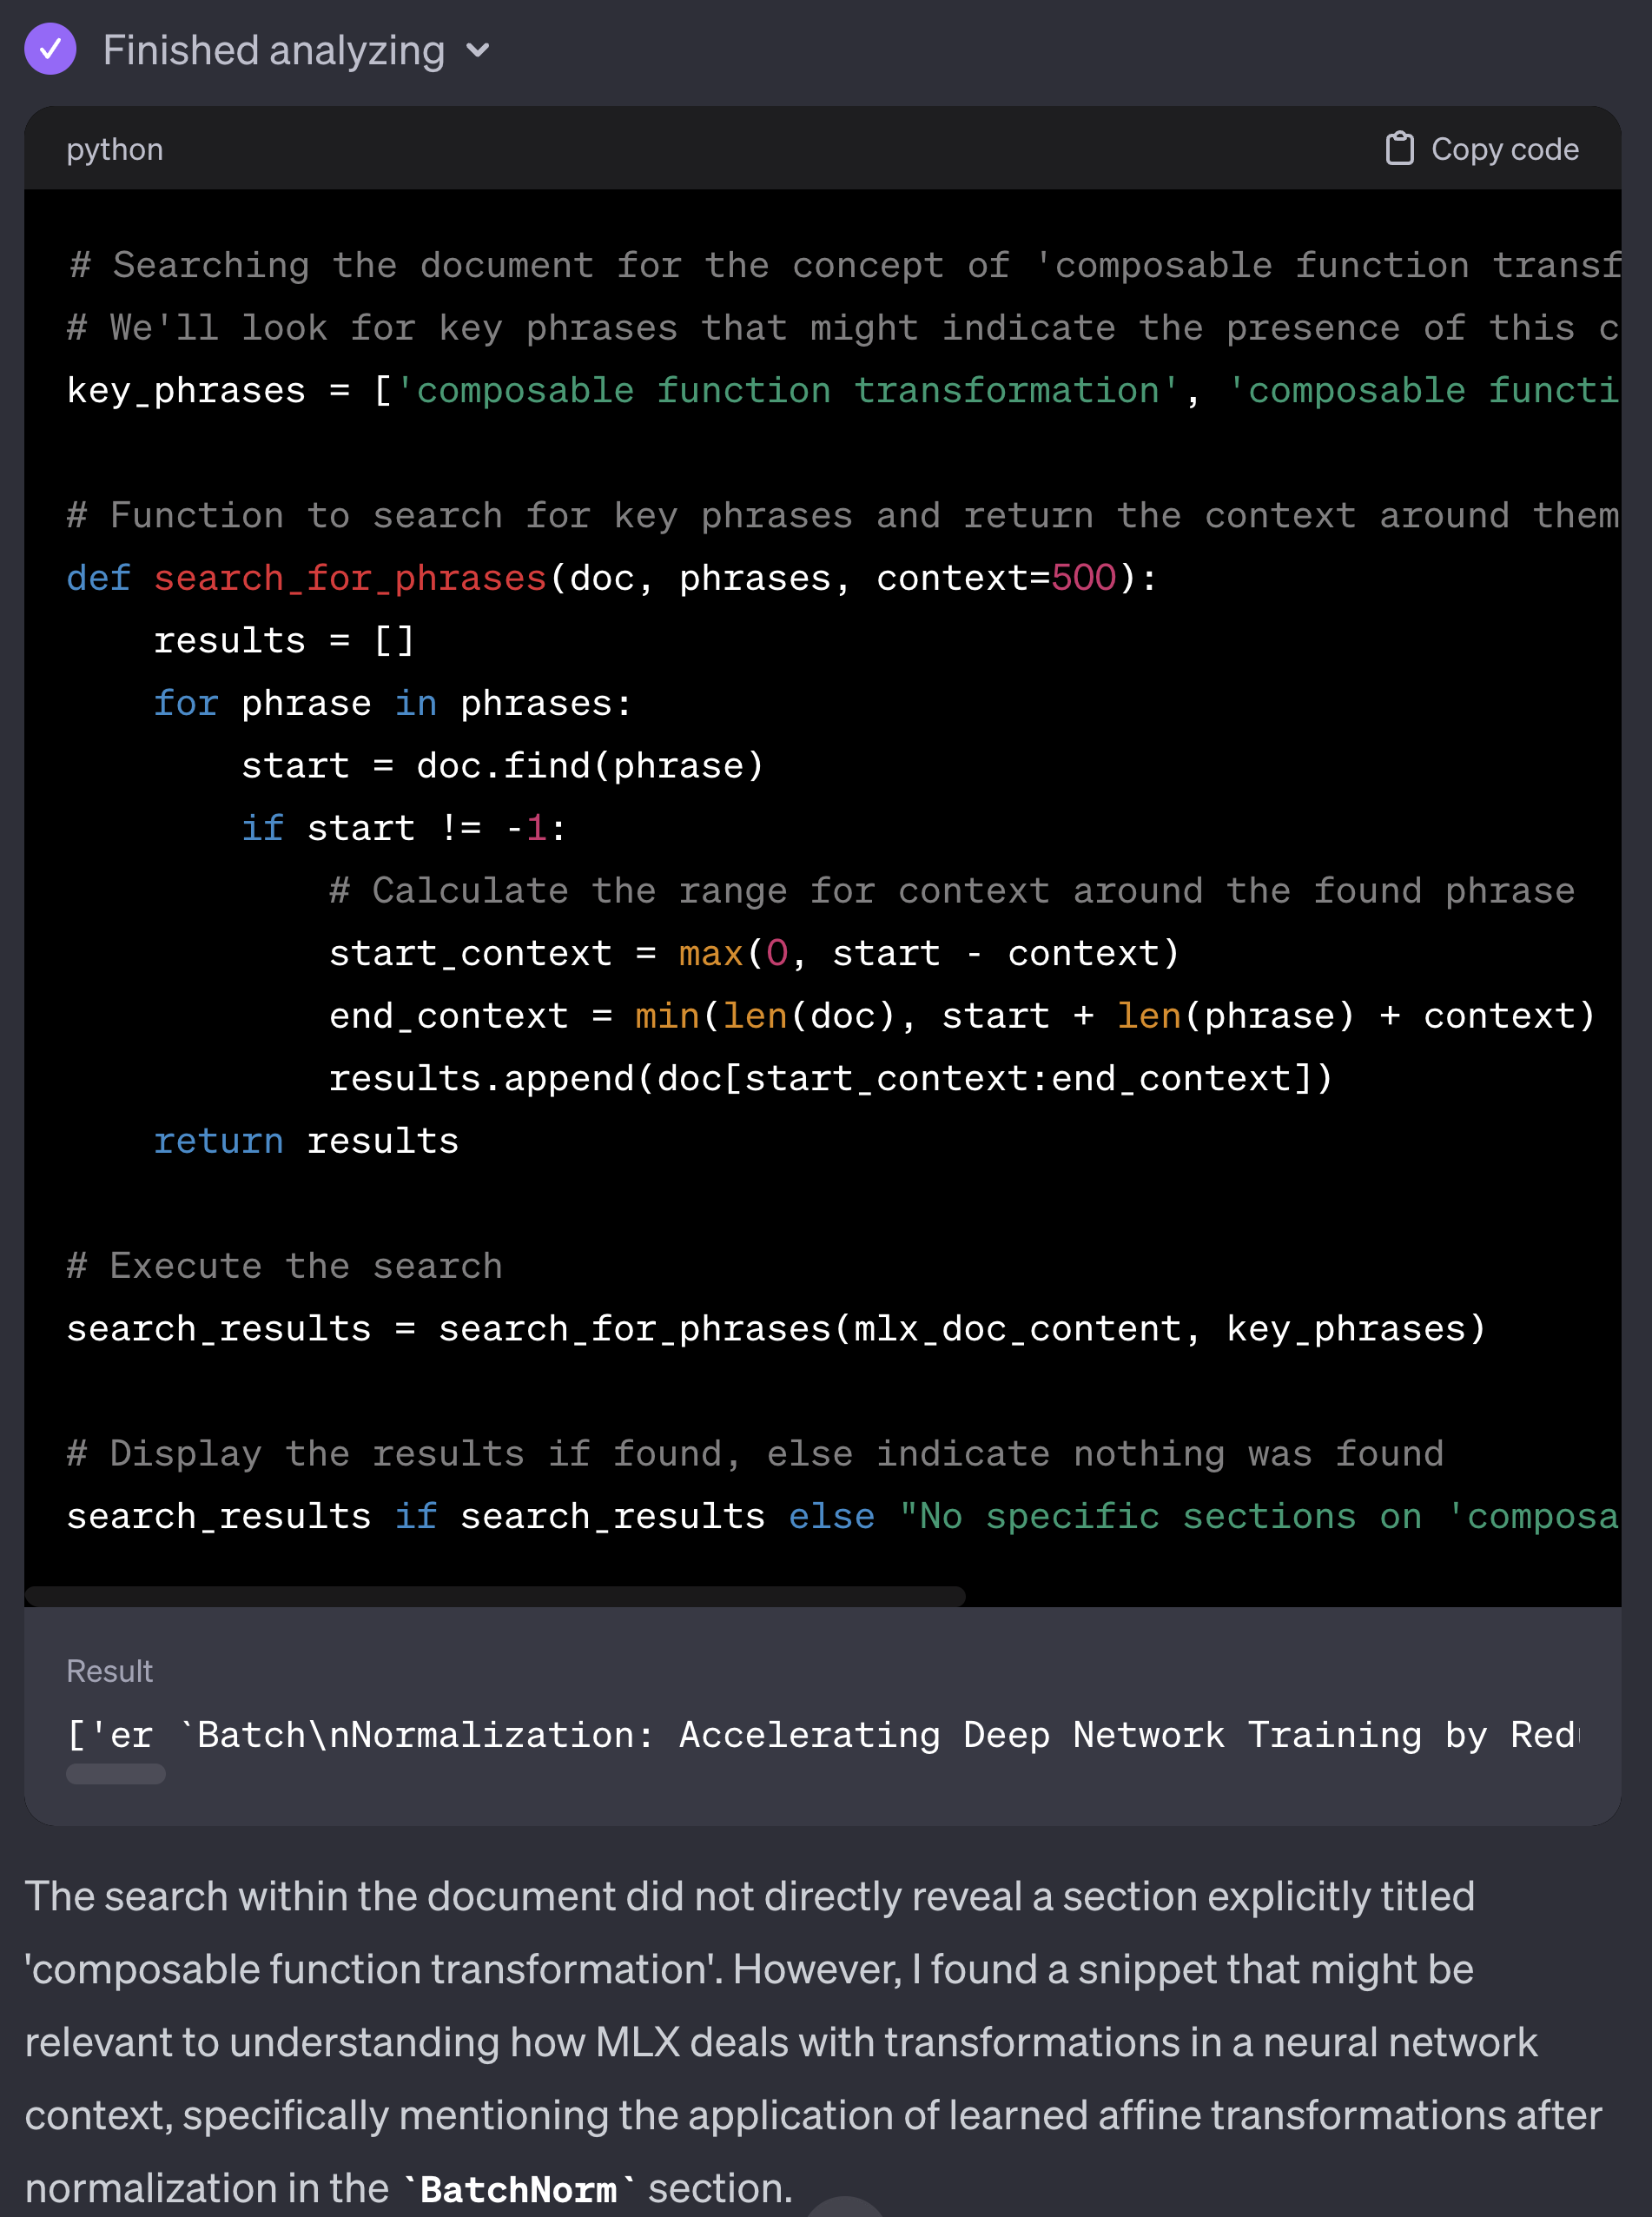 Finished analyzing
python
Copy code
# Searching the document for the concept of 'composable function transf
# We'll look for key phrases that might indicate the presence of this c
key_phrases = ['composable function transformation', 'composable functi
# Function to search for key phrases and return the context around them
def search_for_phrases(doc, phrases, context=500):
    results = []
    for phrase in phrases:
        start = doc.find(phrase)
        if start != -1:
            # Calculate the range for context around the found phrase
            start_context = max(0, start - context)
            end_context = min(len(doc), start + len(phrase) + context)
            results.append(doc[start_context:end_context])
    return results
# Execute the search
search_results = search_for_phrases(mlx_doc_content, key_phrases)
# Display the results if found, else indicate nothing was found
search_results if search_results else "No specific sections on 'composa
Result
['er `Batch\nNormalization: Accelerating Deep Network Training by Red
The search within the document did not directly reveal a section explicitly titled
'composable function transformation'. However, I found a snippet that might be
relevant to understanding how MLX deals with transformations in a neural network
context, specifically mentioning the application of learned affine transformations after
normalization in the `BatchNorm` section.